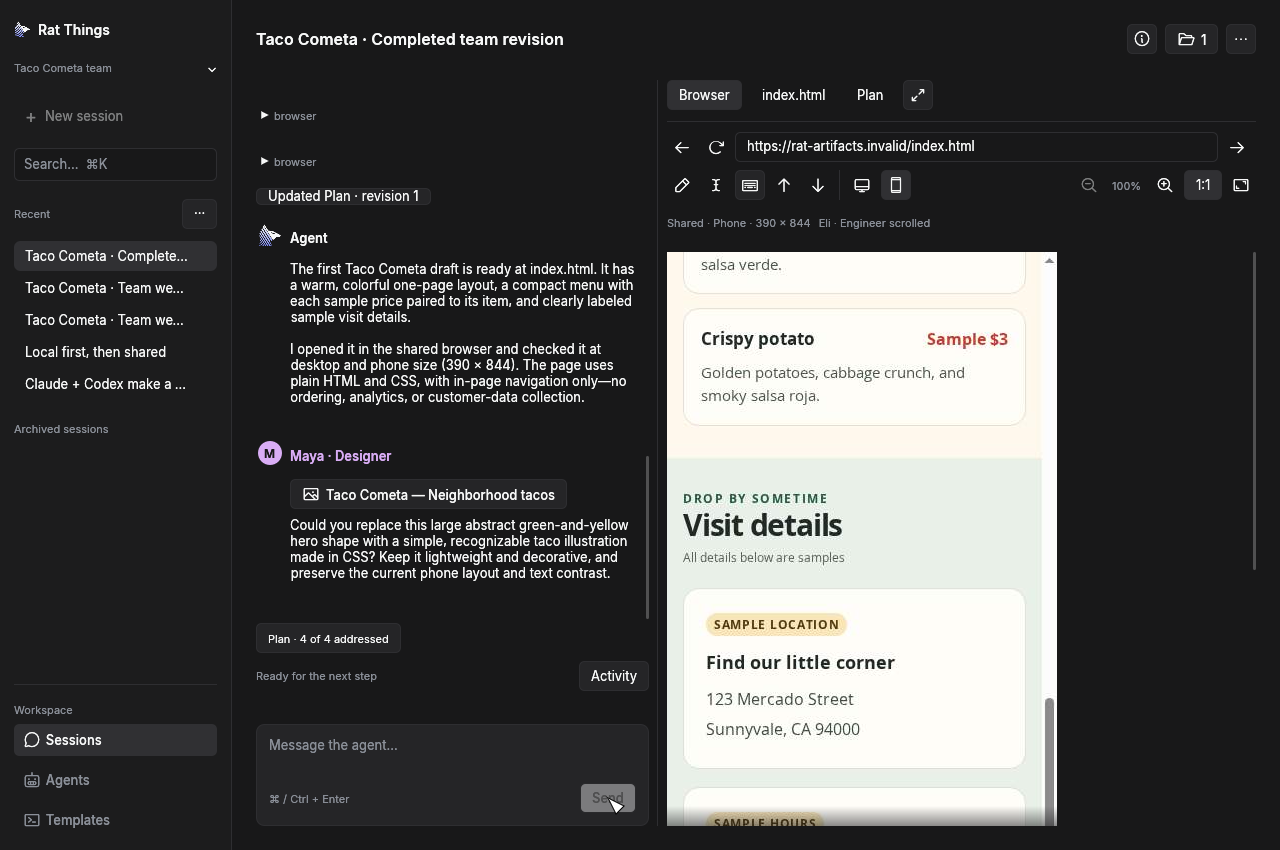 Rat Things
Taco Cometa team
+ New session
Search... ⌘K
Recent
Taco Cometa · Complete...
Taco Cometa · Team we...
Taco Cometa · Team we...
Local first, then shared
Claude + Codex make a ...
Archived sessions
Workspace
Sessions
Agents
Templates
Taco Cometa · Completed team revision
1
browser
browser
Updated Plan · revision 1
Agent
The first Taco Cometa draft is ready at index.html. It has
a warm, colorful one-page layout, a compact menu with
each sample price paired to its item, and clearly labeled
sample visit details.
I opened it in the shared browser and checked it at
desktop and phone size (390 × 844). The page uses
plain HTML and CSS, with in-page navigation only—no
ordering, analytics, or customer-data collection.
M
Maya · Designer
Taco Cometa — Neighborhood tacos
Could you replace this large abstract green-and-yellow
hero shape with a simple, recognizable taco illustration
made in CSS? Keep it lightweight and decorative, and
preserve the current phone layout and text contrast.
Plan · 4 of 4 addressed
Ready for the next step
Activity
Message the agent...
⌘ / Ctrl + Enter
Send
Browser
index.html
Plan
https://rat-artifacts.invalid/index.html
100%
1:1
Shared · Phone · 390 × 844 Eli · Engineer scrolled
salsa verde.
Crispy potato
Sample $3
Golden potatoes, cabbage crunch, and
smoky salsa roja.
DROP BY SOMETIME
Visit details
All details below are samples
SAMPLE LOCATION
Find our little corner
123 Mercado Street
Sunnyvale, CA 94000
SAMPLE HOURS